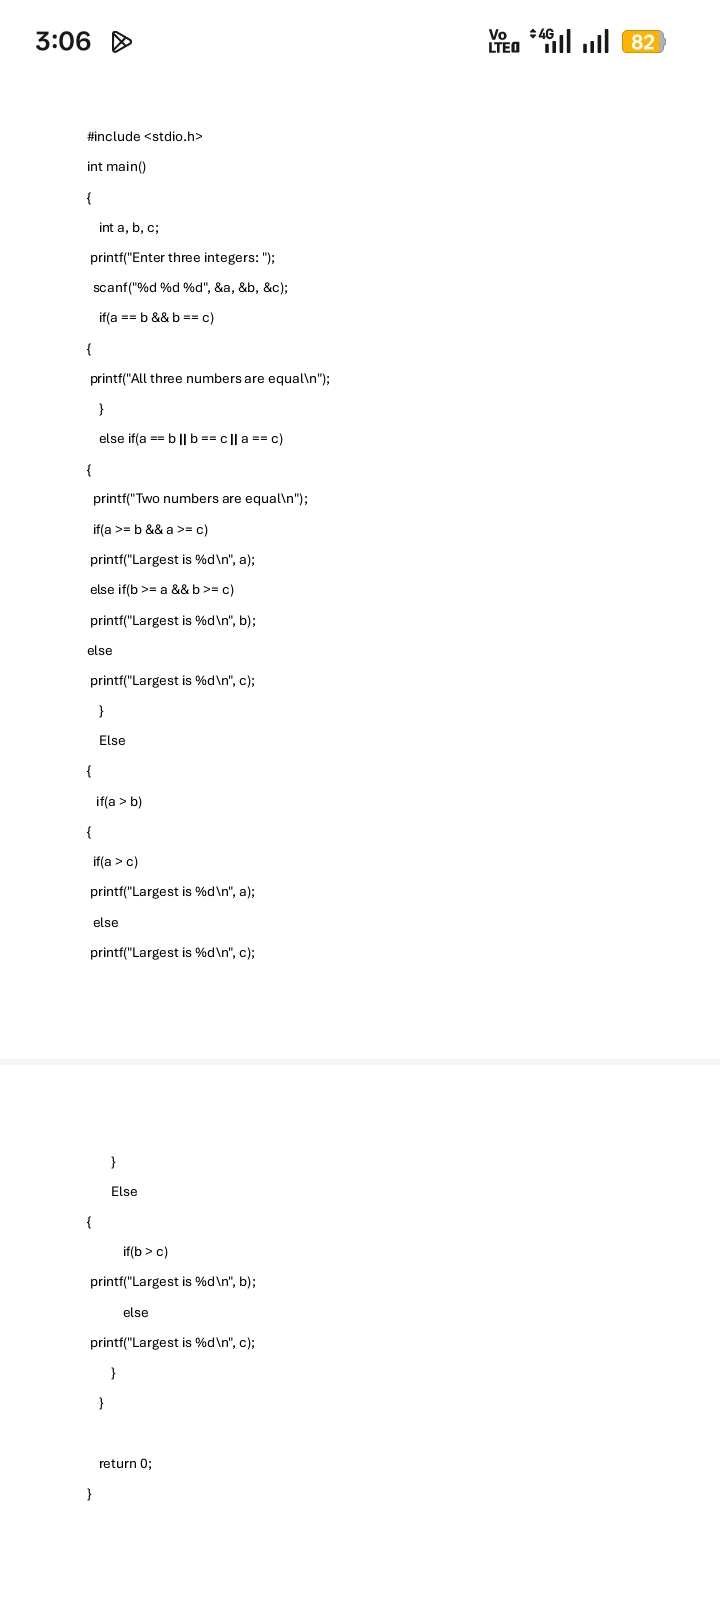 3:06
Vo LTE 4G 82
#include <stdio.h>
int main()
{
int a, b, c;
printf("Enter three integers: ");
scanf("%d %d %d", &a, &b, &c);
if(a == b && b == c)
{
printf("All three numbers are equal\n");
}
else if(a == b || b == c || a == c)
{
printf("Two numbers are equal\n");
if(a >= b && a >= c)
printf("Largest is %d\n", a);
else if(b >= a && b >= c)
printf("Largest is %d\n", b);
else
printf("Largest is %d\n", c);
}
Else
{
if(a > b)
{
if(a > c)
printf("Largest is %d\n", a);
else
printf("Largest is %d\n", c);
}
Else
{
if(b > c)
printf("Largest is %d\n", b);
else
printf("Largest is %d\n", c);
}
}
return 0;
}